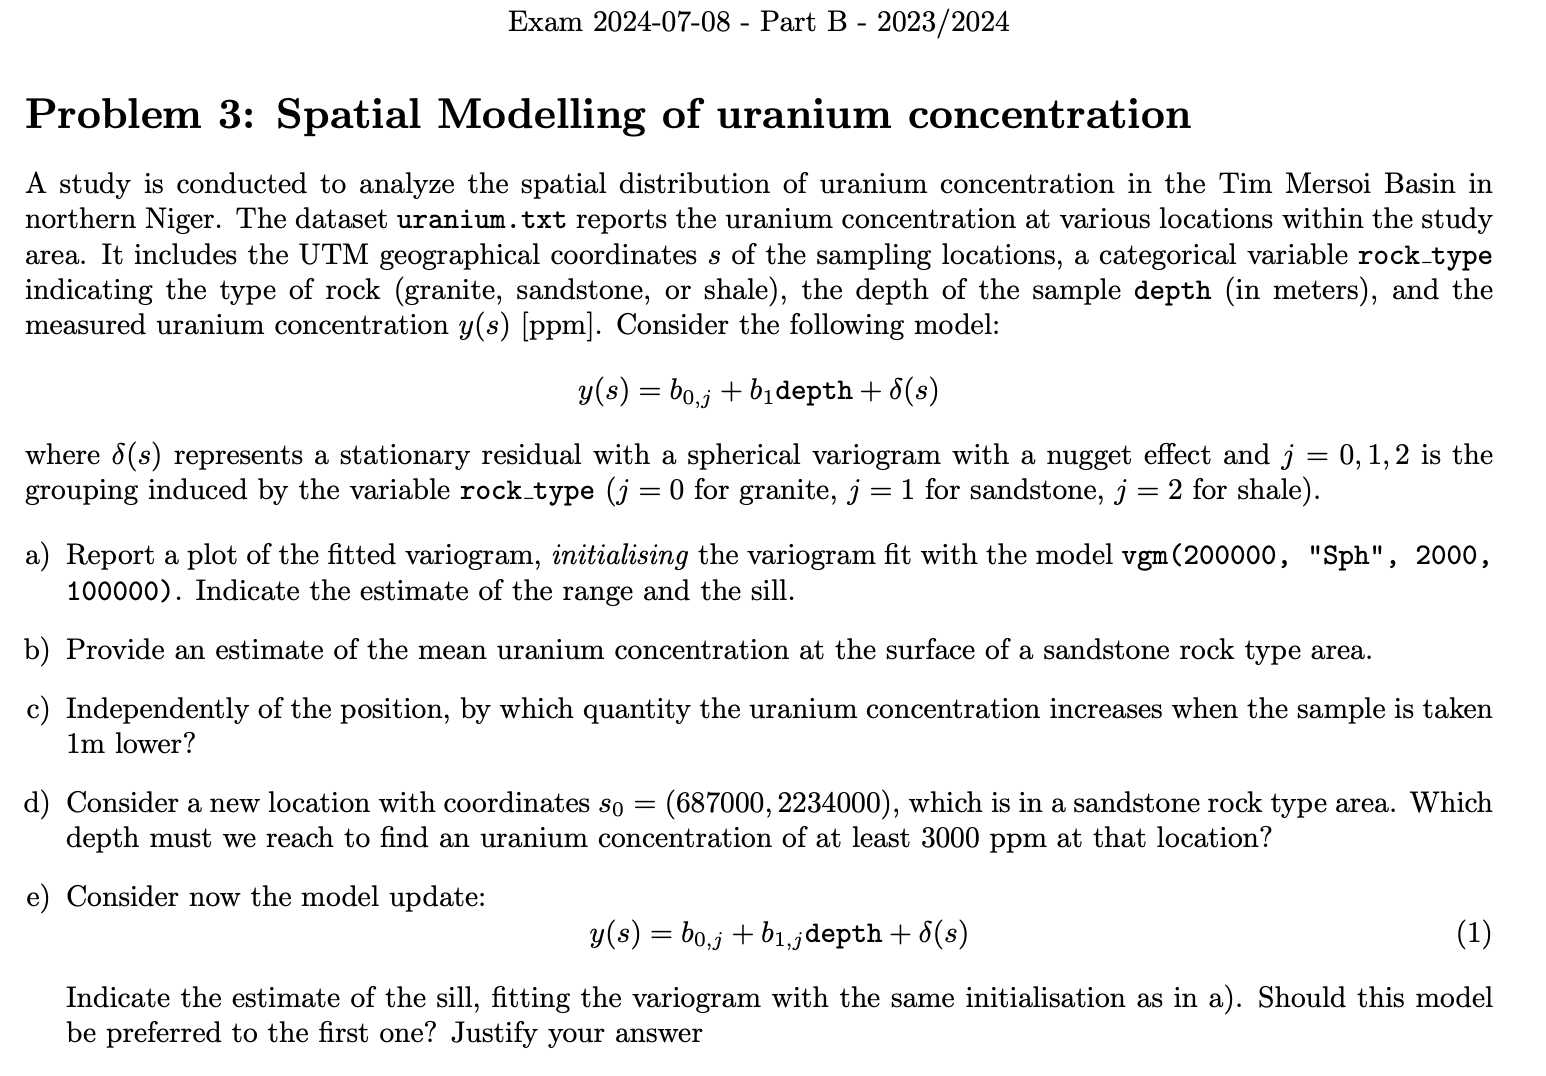 Exam 2024-07-08 - Part B - 2023/2024
Problem 3: Spatial Modelling of uranium concentration
A study is conducted to analyze the spatial distribution of uranium concentration in the Tim Mersoi Basin in
northern Niger. The dataset uranium.txt reports the uranium concentration at various locations within the study
area. It includes the UTM geographical coordinates s of the sampling locations, a categorical variable rock_type
indicating the type of rock (granite, sandstone, or shale), the depth of the sample depth (in meters), and the
measured uranium concentration y(s) [ppm]. Consider the following model:
y(s) = b₀,ⱼ + b₁depth + δ(s)
where δ(s) represents a stationary residual with a spherical variogram with a nugget effect and j = 0, 1, 2 is the
grouping induced by the variable rock_type (j = 0 for granite, j = 1 for sandstone, j = 2 for shale).
a) Report a plot of the fitted variogram, initialising the variogram fit with the model vgm(200000, "Sph", 2000,
100000). Indicate the estimate of the range and the sill.
b) Provide an estimate of the mean uranium concentration at the surface of a sandstone rock type area.
c) Independently of the position, by which quantity the uranium concentration increases when the sample is taken
1m lower?
d) Consider a new location with coordinates s₀ = (687000, 2234000), which is in a sandstone rock type area. Which
depth must we reach to find an uranium concentration of at least 3000 ppm at that location?
e) Consider now the model update:
y(s) = b₀,ⱼ + b₁,ⱼdepth + δ(s) (1)
Indicate the estimate of the sill, fitting the variogram with the same initialisation as in a). Should this model
be preferred to the first one? Justify your answer